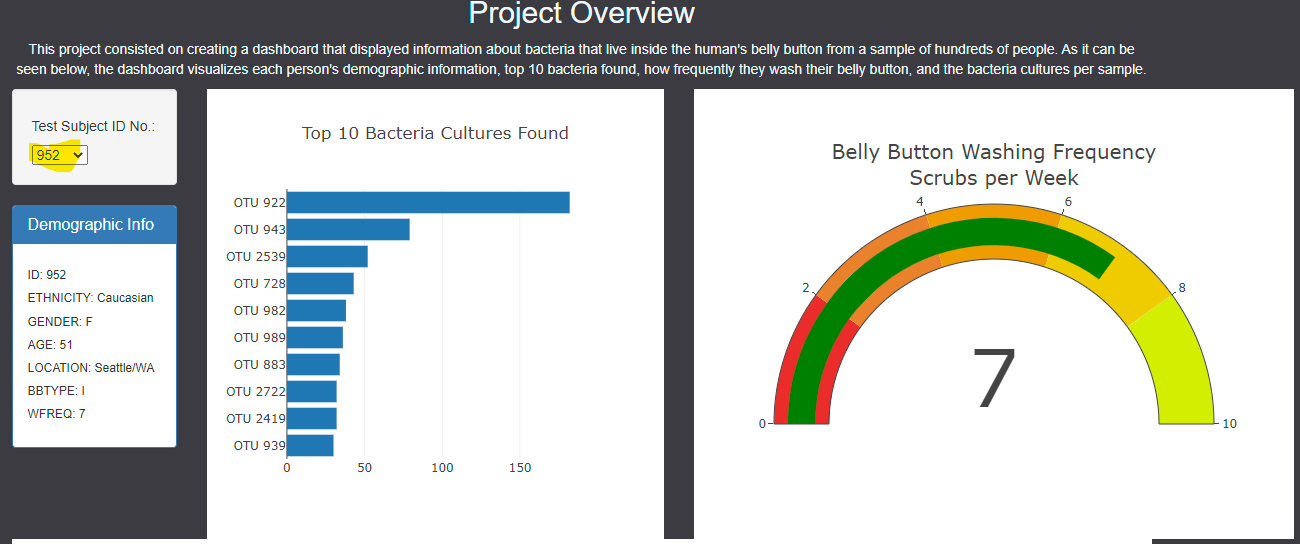 Project Overview
This project consisted on creating a dashboard that displayed information about bacteria that live inside the human's belly button from a sample of hundreds of people. As it can be
seen below, the dashboard visualizes each person's demographic information, top 10 bacteria found, how frequently they wash their belly button, and the bacteria cultures per sample.
Test Subject ID No.:
952
Demographic Info
ID: 952
ETHNICITY: Caucasian
GENDER: F
AGE: 51
LOCATION: Seattle/WA
BBTYPE: I
WFREQ: 7
Top 10 Bacteria Cultures Found
OTU 922
OTU 943
OTU 2539
OTU 728
OTU 982
OTU 989
OTU 883
OTU 2722
OTU 2419
OTU 939
0 50 100 150
Belly Button Washing Frequency
Scrubs per Week
4 6
2 8
7
0 10